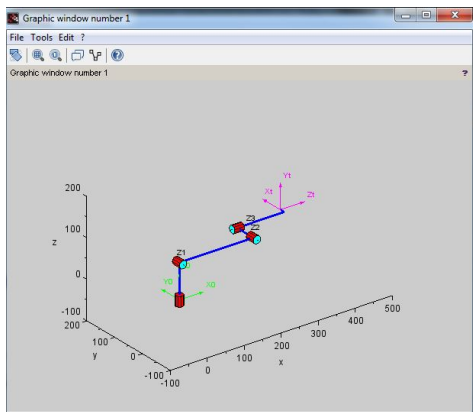 Graphic window number 1
File Tools Edit ?
Graphic window number 1 ?
Yt
Xt Zt
200
Z3
Z2
100
z
Z1
0
Y0 X0
-100
200
100
y
0
-100
-100
0
100
200
x
300
400
500